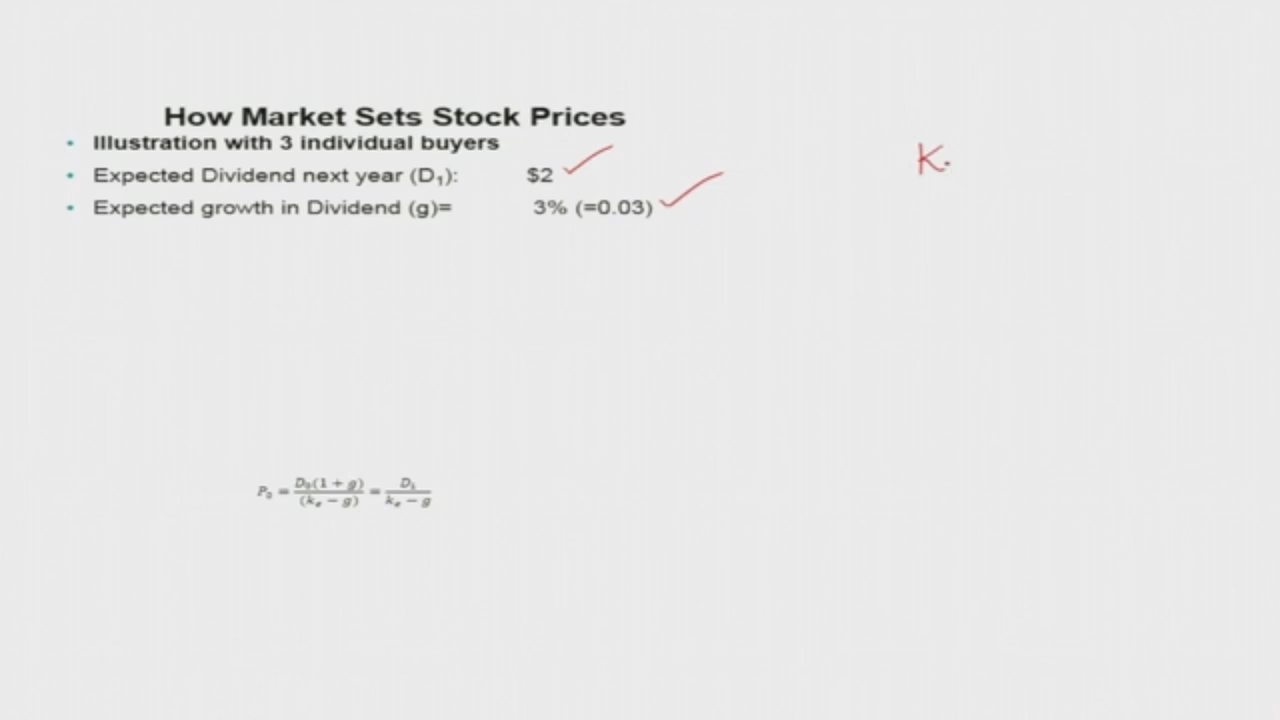 How Market Sets Stock Prices
• Illustration with 3 individual buyers
• Expected Dividend next year (D₁): $2
• Expected growth in Dividend (g)= 3% (=0.03)
K.
P₀ = D₀(1 + g)/(kₑ − g) = D₁/kₑ − g